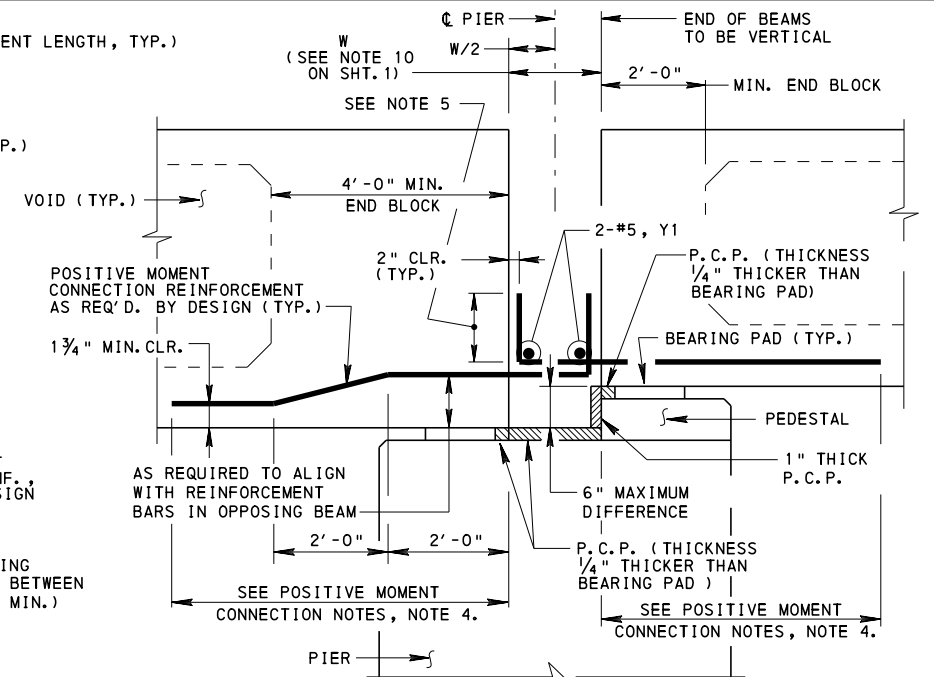 ENT LENGTH, TYP.)
P.)
℄ PIER
W/2
W
(SEE NOTE 10
ON SHT. 1)
END OF BEAMS
TO BE VERTICAL
2'-0"
MIN. END BLOCK
SEE NOTE 5
VOID (TYP.)
4'-0" MIN.
END BLOCK
2" CLR.
(TYP.)
2-#5, Y1
P.C.P. (THICKNESS
1/4" THICKER THAN
BEARING PAD)
POSITIVE MOMENT
CONNECTION REINFORCEMENT
AS REQ'D. BY DESIGN (TYP.)
1 3/4" MIN.CLR.
BEARING PAD (TYP.)
PEDESTAL
1" THICK
P.C.P.
AS REQUIRED TO ALIGN
WITH REINFORCEMENT
BARS IN OPPOSING BEAM
6" MAXIMUM
DIFFERENCE
NF.,
SIGN
ING
BETWEEN
MIN.)
2'-0"
2'-0"
P.C.P. (THICKNESS
1/4" THICKER THAN
BEARING PAD )
SEE POSITIVE MOMENT
CONNECTION NOTES, NOTE 4.
SEE POSITIVE MOMENT
CONNECTION NOTES, NOTE 4.
PIER